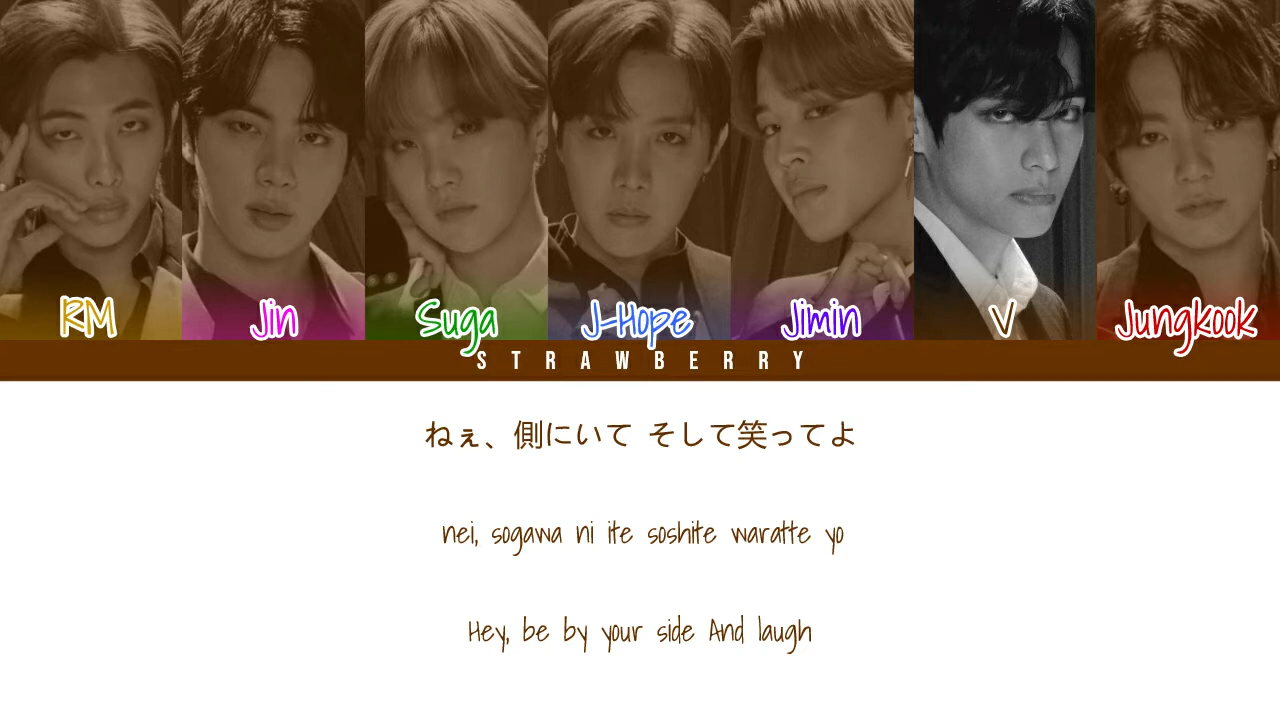 RM Jin Suga J-Hope Jimin V Jungkook
STRAWBERRY
ねぇ、側にいて そして笑ってよ
nei, sogawa ni ite soshite waratte yo
Hey, be by your side And laugh